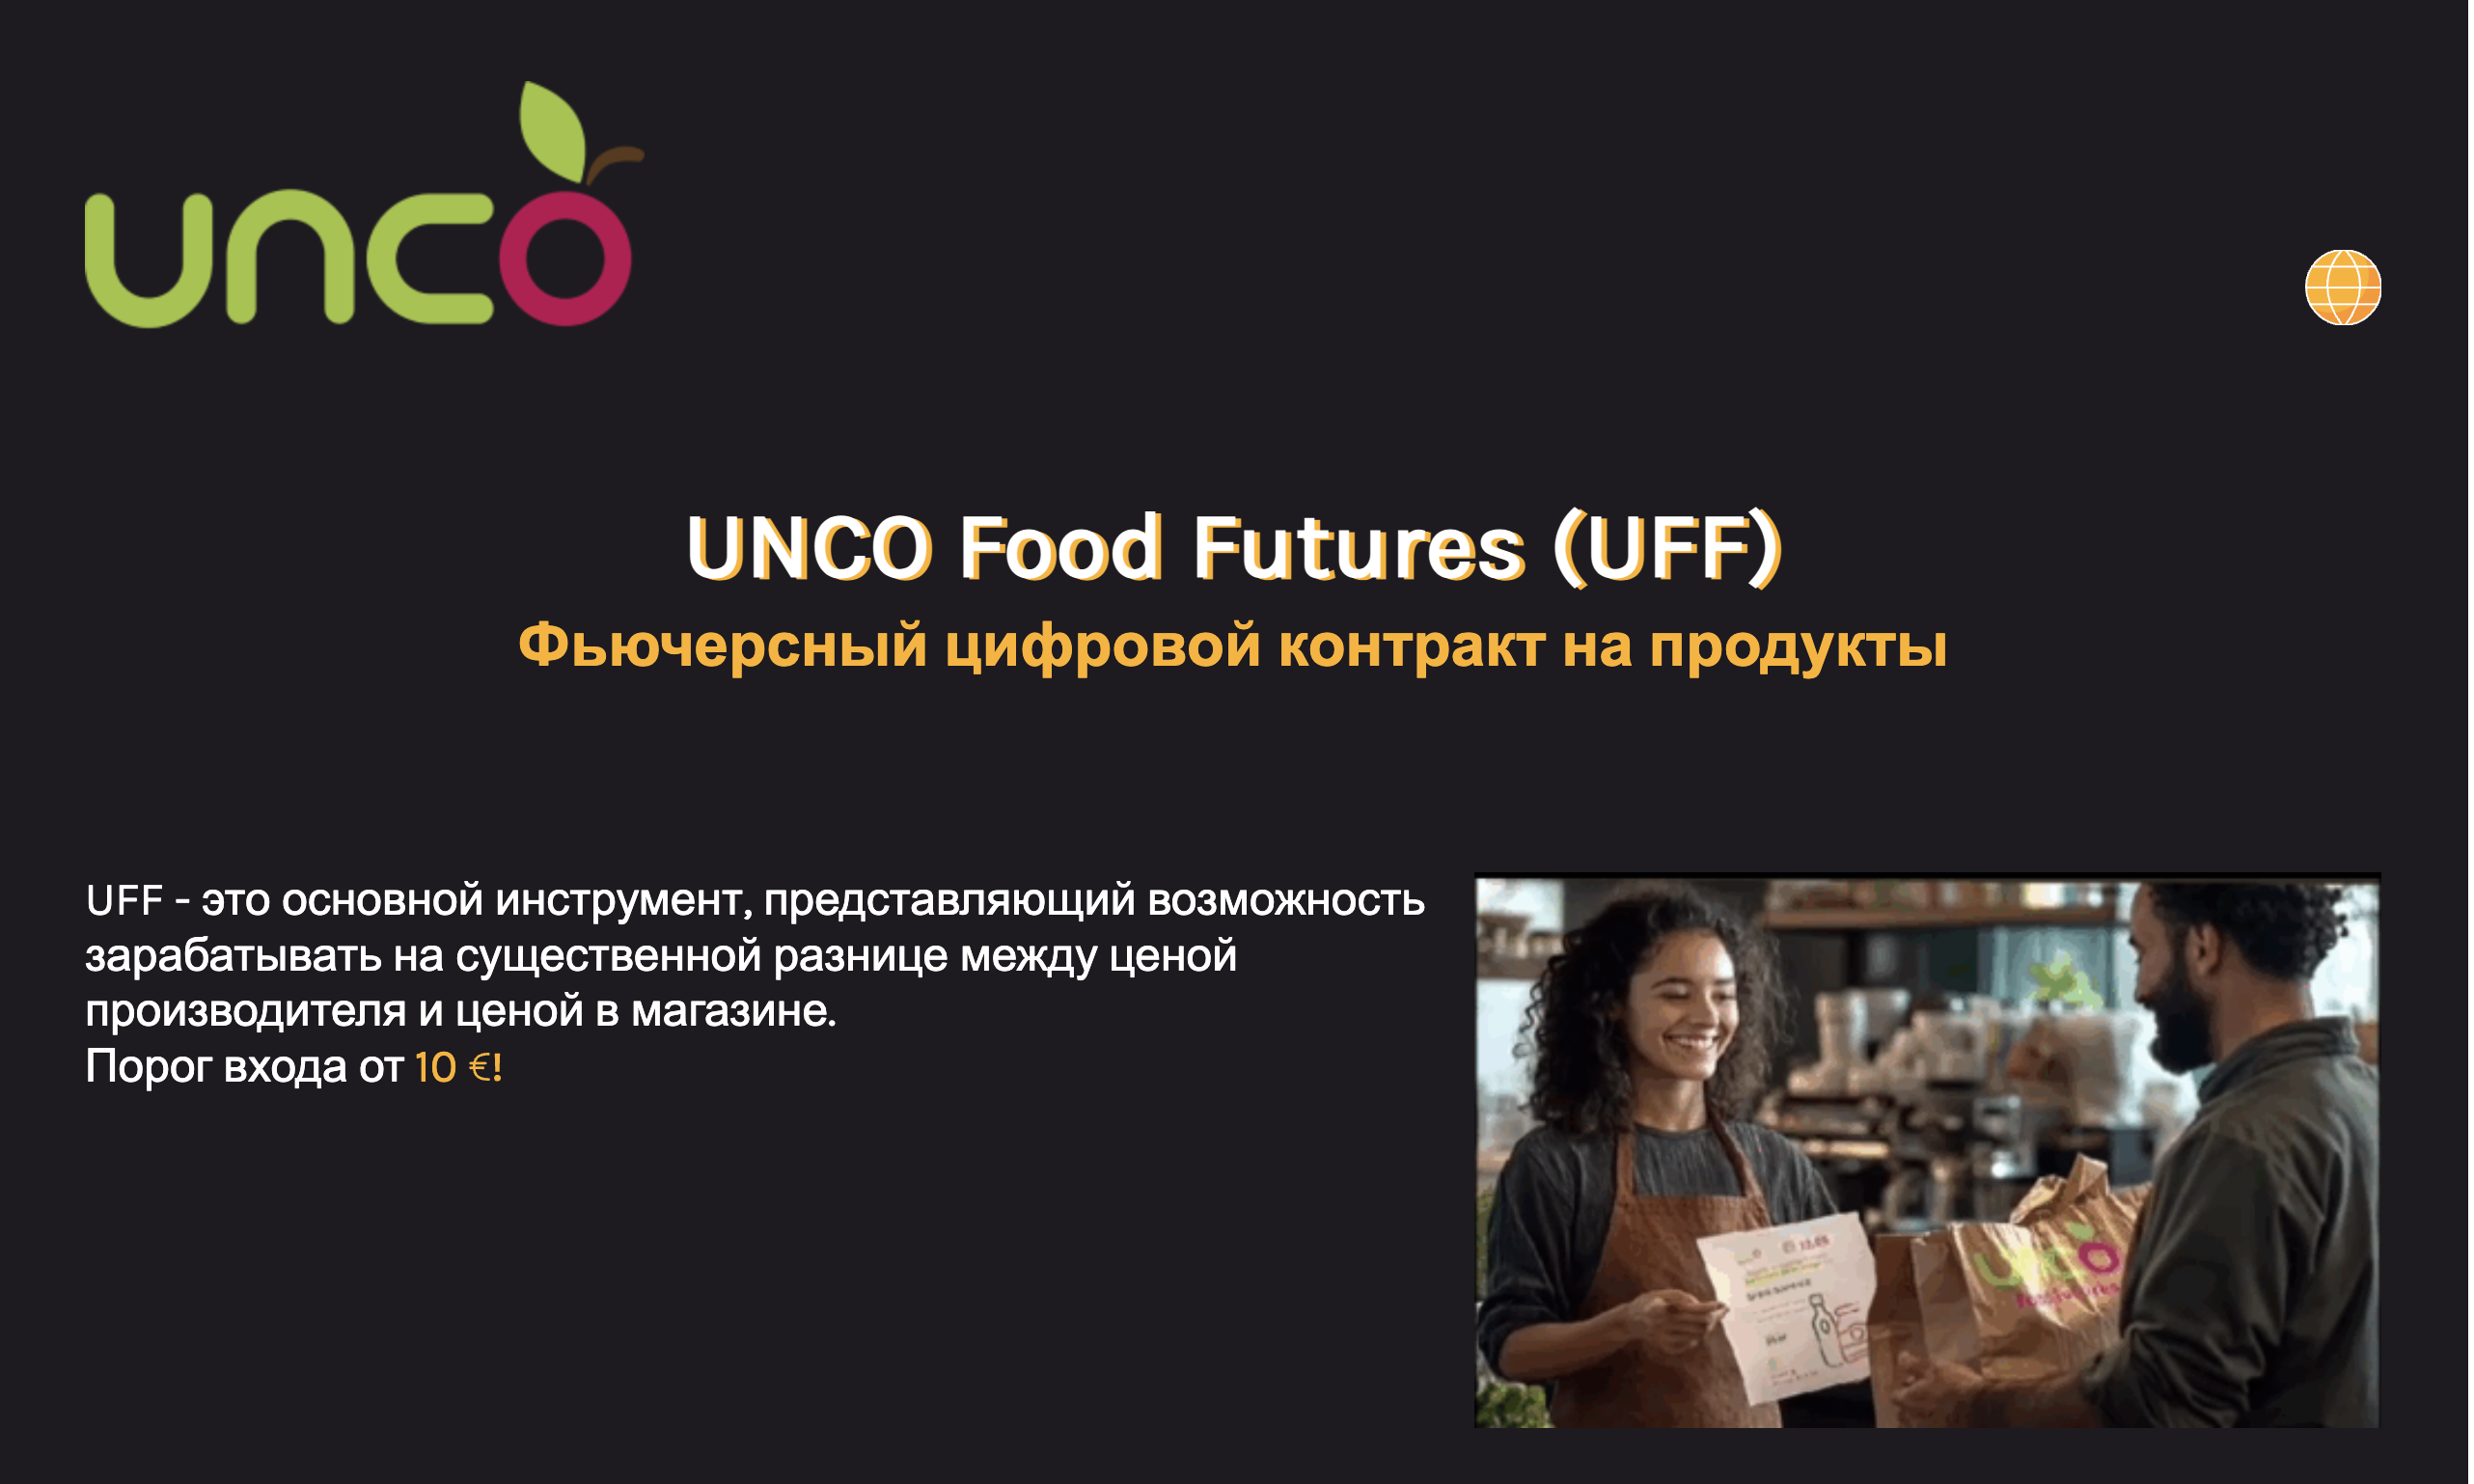 unco
UNCO Food Futures (UFF)
Фьючерсный цифровой контракт на продукты
UFF - это основной инструмент, представляющий возможность
зарабатывать на существенной разнице между ценой
производителя и ценой в магазине.
Порог входа от 10 €!
unco